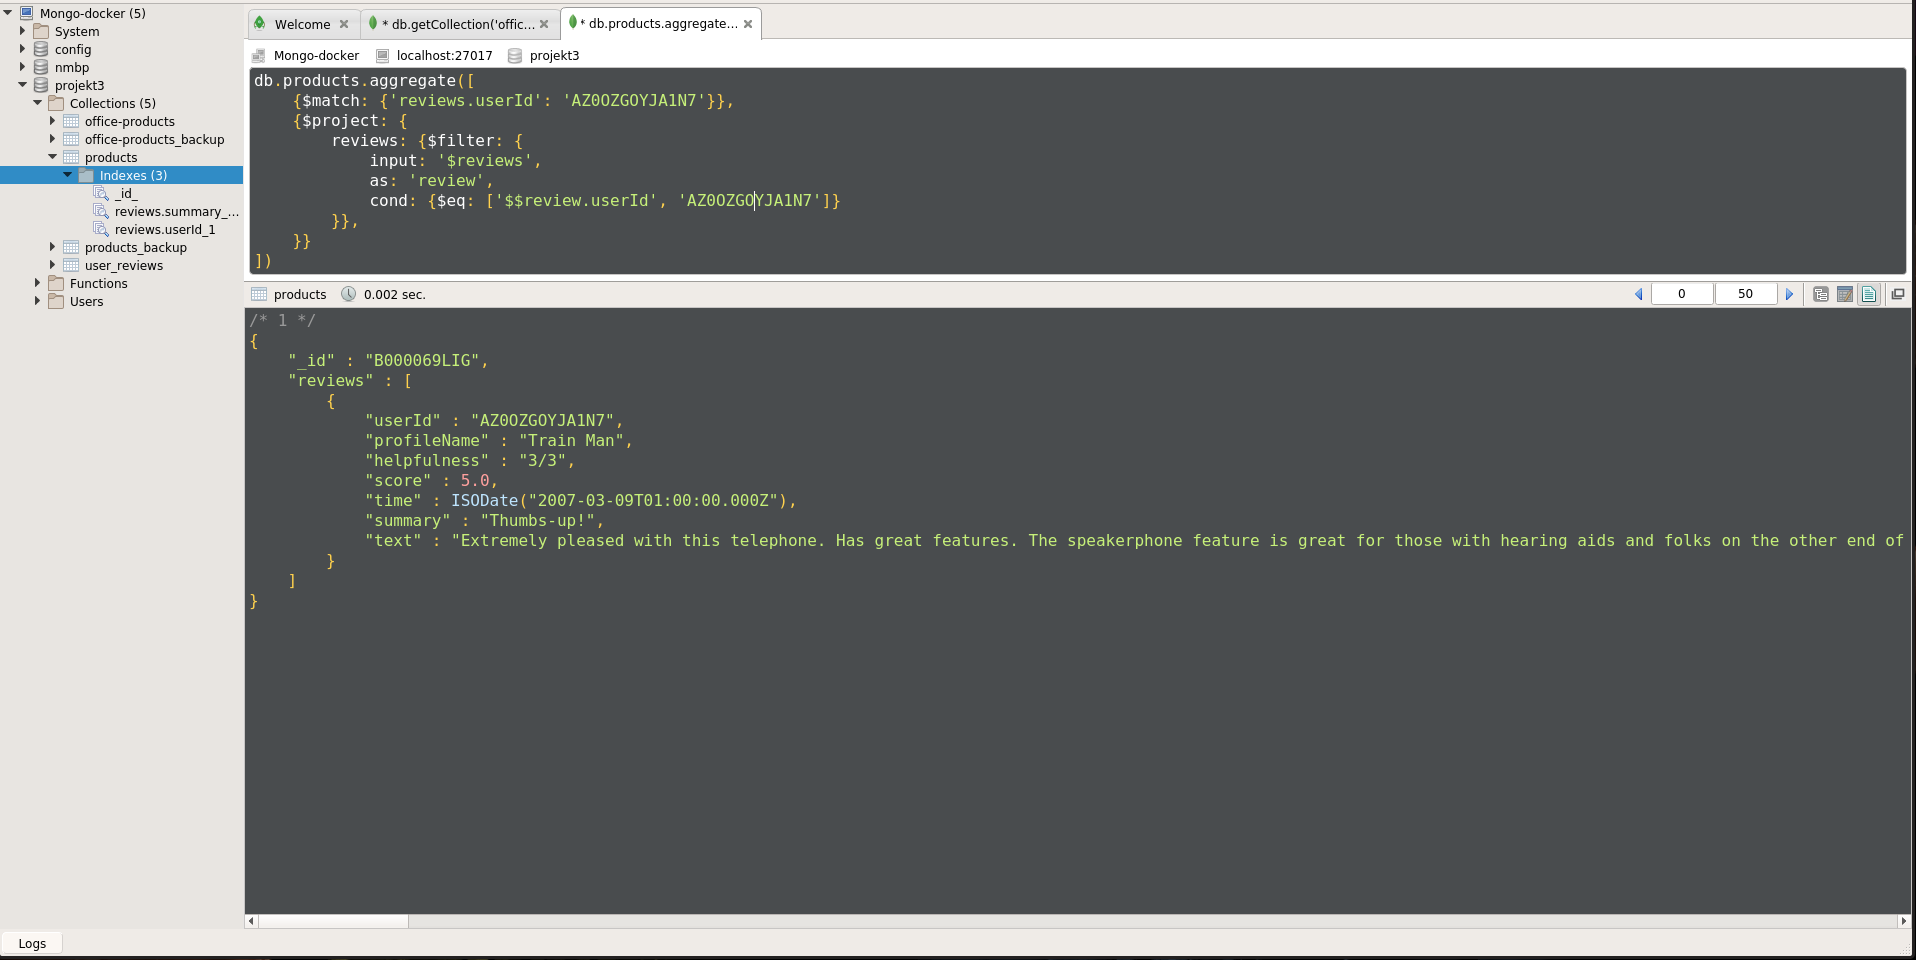 Mongo-docker (5)
System
config
nmbp
projekt3
Collections (5)
office-products
office-products_backup
products
Indexes (3)
_id_
reviews.summary_...
reviews.userId_1
products_backup
user_reviews
Functions
Users
Welcome
* db.getCollection('offic...
* db.products.aggregate...
Mongo-docker localhost:27017 projekt3
db.products.aggregate([
    {$match: {'reviews.userId': 'AZ0OZGOYJA1N7'}},
    {$project: {
        reviews: {$filter: {
            input: '$reviews',
            as: 'review',
            cond: {$eq: ['$$review.userId', 'AZ0OZGOYJA1N7']}
        }},
    }}
])
products 0.002 sec. 0 50
/* 1 */
{
    "_id" : "B000069LIG",
    "reviews" : [
        {
            "userId" : "AZ0OZGOYJA1N7",
            "profileName" : "Train Man",
            "helpfulness" : "3/3",
            "score" : 5.0,
            "time" : ISODate("2007-03-09T01:00:00.000Z"),
            "summary" : "Thumbs-up!",
            "text" : "Extremely pleased with this telephone. Has great features. The speakerphone feature is great for those with hearing aids and folks on the other end of
        }
    ]
}
Logs